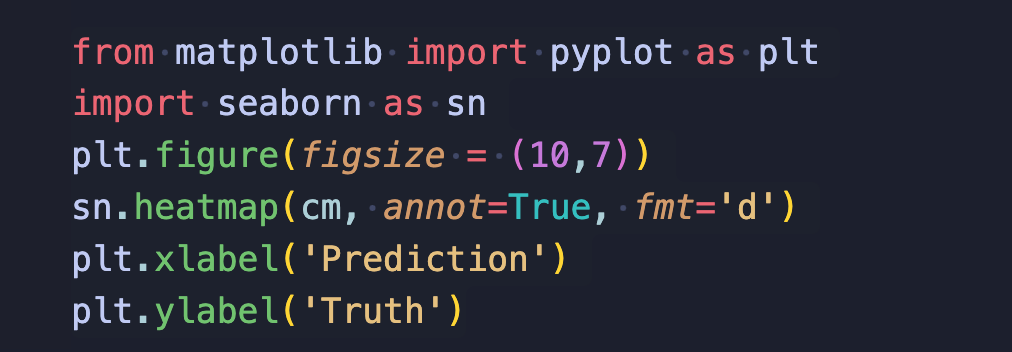 from matplotlib import pyplot as plt
import seaborn as sn
plt.figure(figsize = (10,7))
sn.heatmap(cm, annot=True, fmt='d')
plt.xlabel('Prediction')
plt.ylabel('Truth')